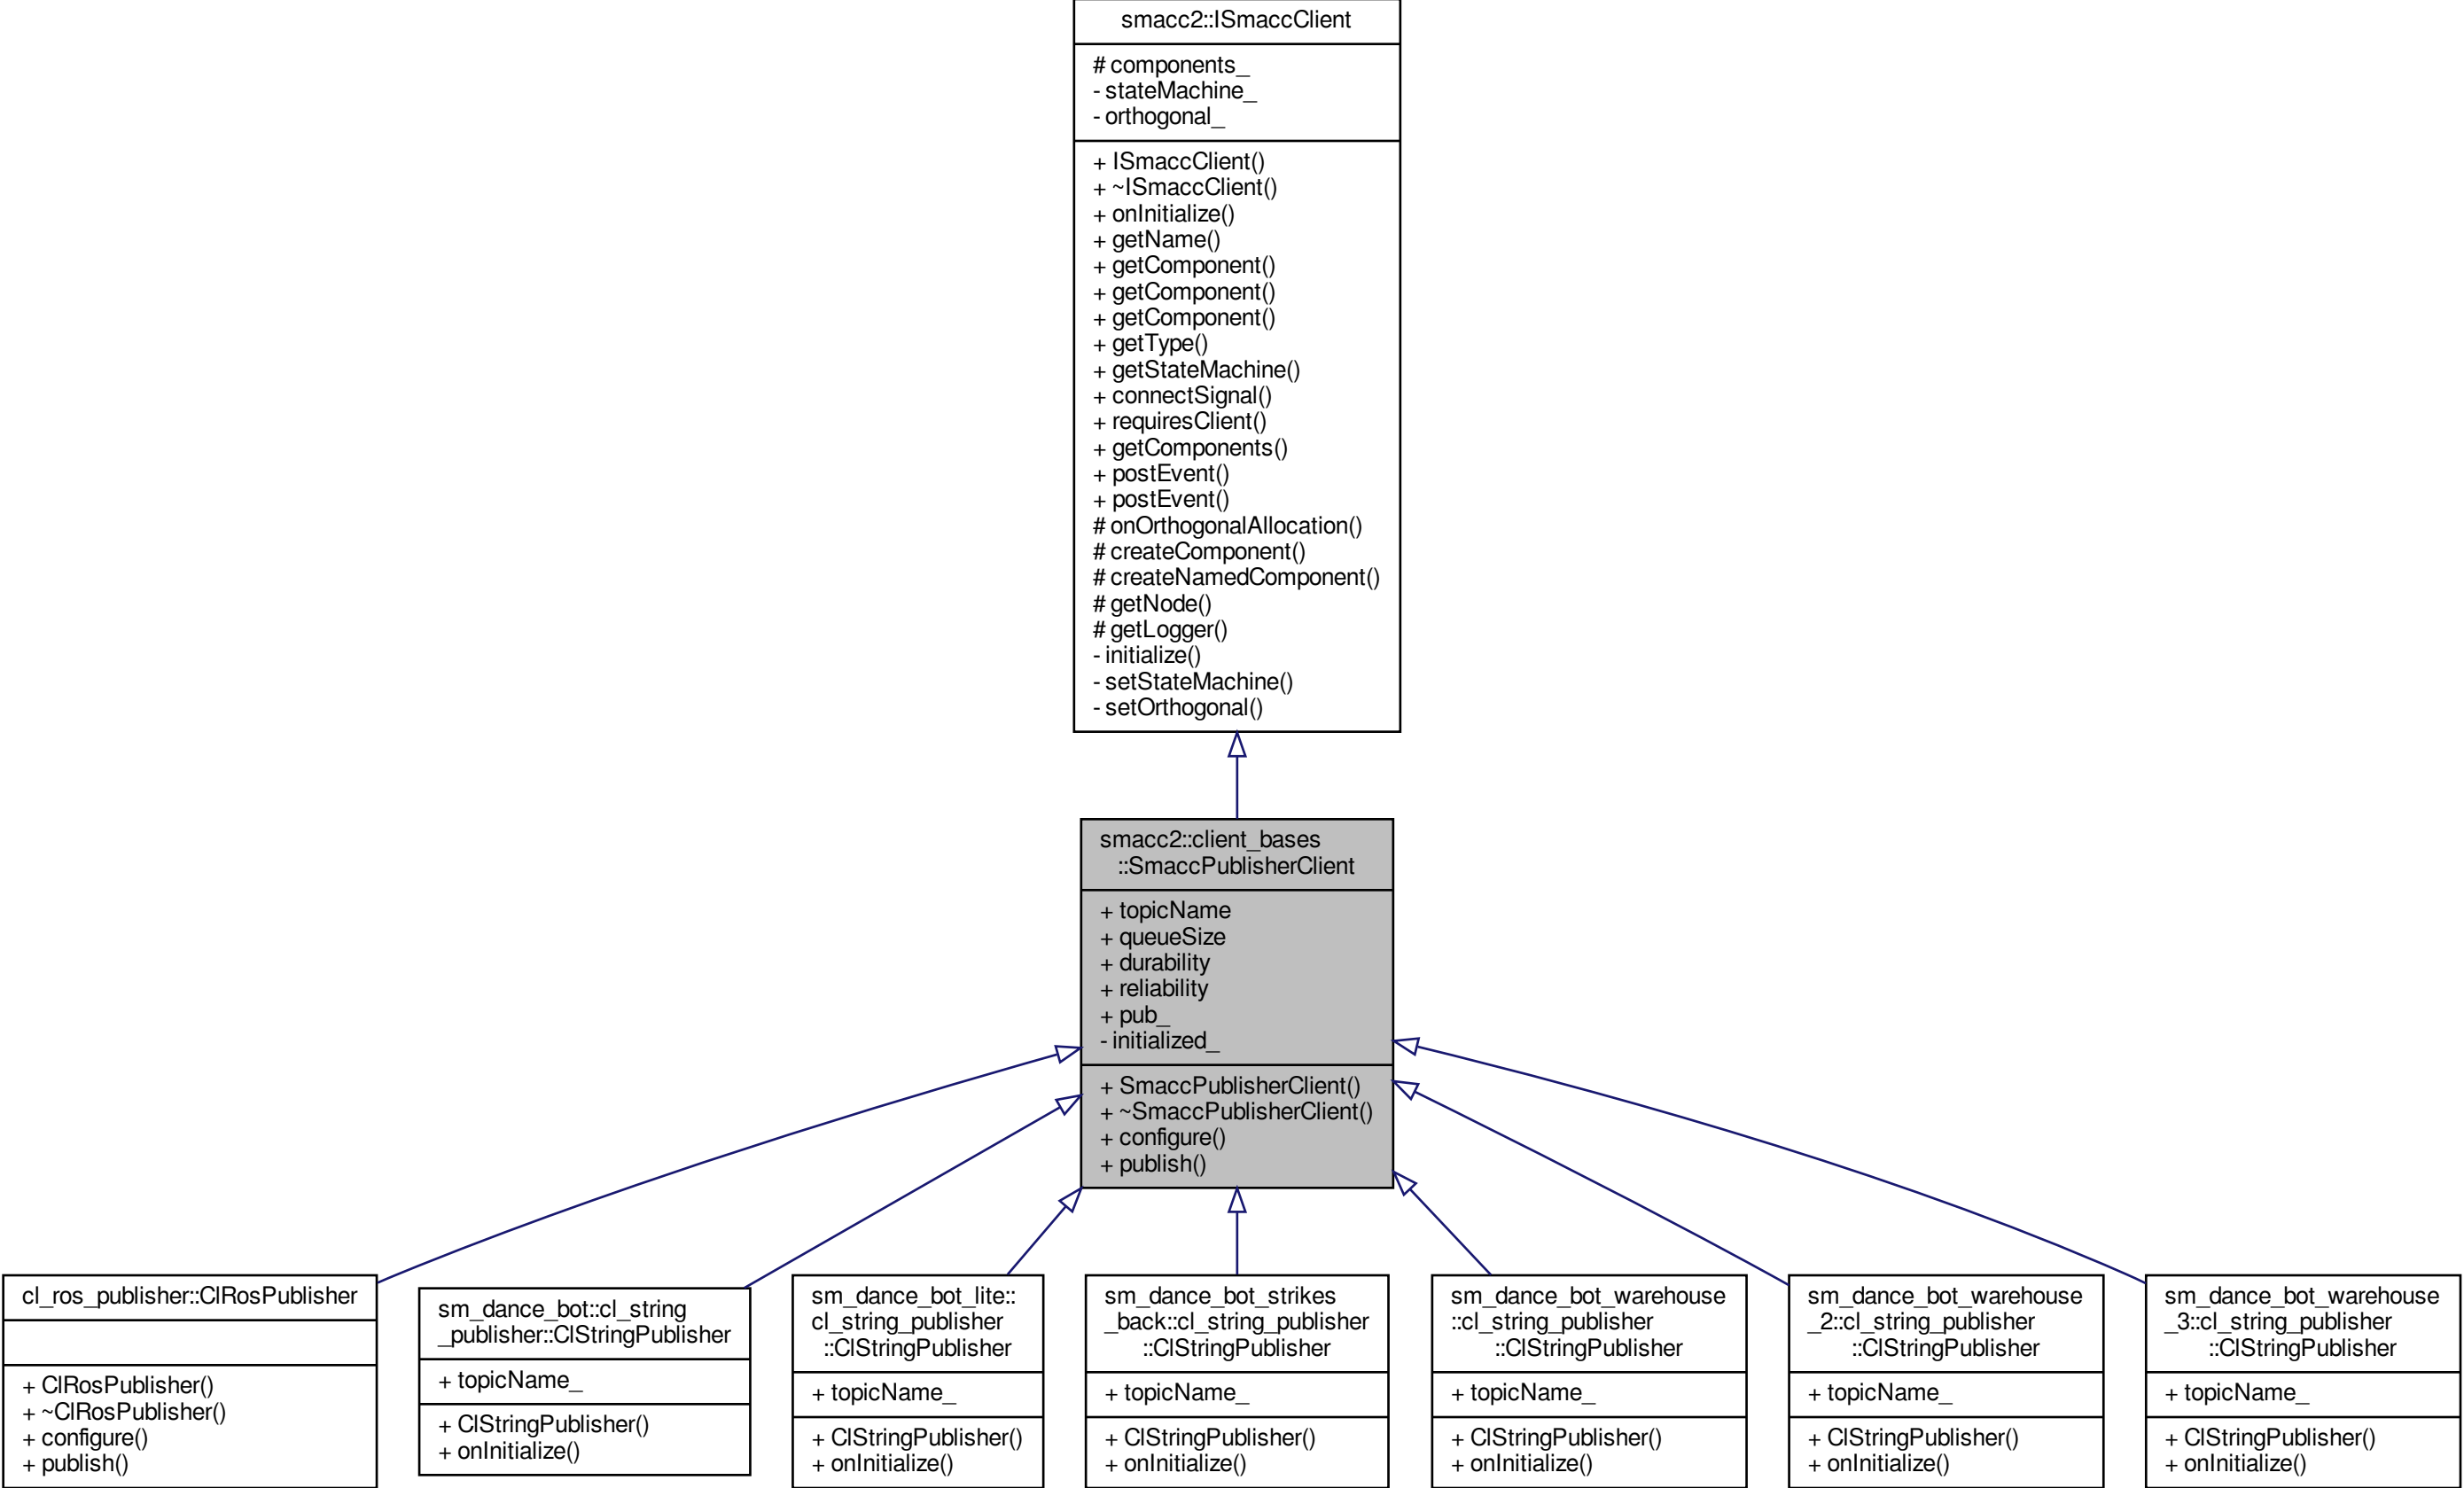 smacc2::ISmaccClient
# components_
- stateMachine_
- orthogonal_
+ ISmaccClient()
+ ~ISmaccClient()
+ onInitialize()
+ getName()
+ getComponent()
+ getComponent()
+ getComponent()
+ getType()
+ getStateMachine()
+ connectSignal()
+ requiresClient()
+ getComponents()
+ postEvent()
+ postEvent()
# onOrthogonalAllocation()
# createComponent()
# createNamedComponent()
# getNode()
# getLogger()
- initialize()
- setStateMachine()
- setOrthogonal()
smacc2::client_bases
::SmaccPublisherClient
+ topicName
+ queueSize
+ durability
+ reliability
+ pub_
- initialized_
+ SmaccPublisherClient()
+ ~SmaccPublisherClient()
+ configure()
+ publish()
cl_ros_publisher::ClRosPublisher
+ ClRosPublisher()
+ ~ClRosPublisher()
+ configure()
+ publish()
sm_dance_bot::cl_string
_publisher::ClStringPublisher
+ topicName_
+ ClStringPublisher()
+ onInitialize()
sm_dance_bot_lite::
cl_string_publisher
::ClStringPublisher
+ topicName_
+ ClStringPublisher()
+ onInitialize()
sm_dance_bot_strikes
_back::cl_string_publisher
::ClStringPublisher
+ topicName_
+ ClStringPublisher()
+ onInitialize()
sm_dance_bot_warehouse
::cl_string_publisher
::ClStringPublisher
+ topicName_
+ ClStringPublisher()
+ onInitialize()
sm_dance_bot_warehouse
_2::cl_string_publisher
::ClStringPublisher
+ topicName_
+ ClStringPublisher()
+ onInitialize()
sm_dance_bot_warehouse
_3::cl_string_publisher
::ClStringPublisher
+ topicName_
+ ClStringPublisher()
+ onInitialize()